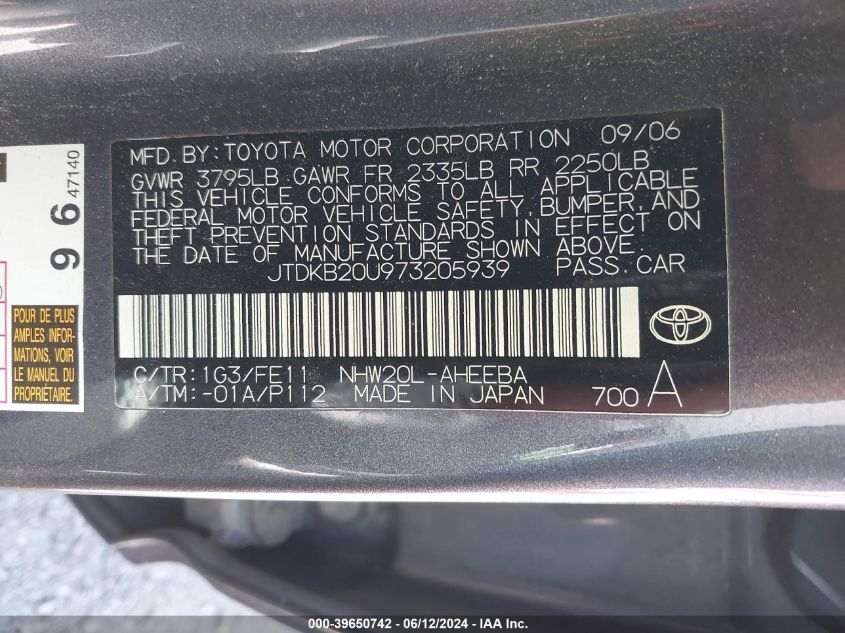 MFD. BY: TOYOTA MOTOR CORPORATION 09/06
GVWR 3795LB GAWR FR 2335LB RR 2250LB
THIS VEHICLE CONFORMS TO ALL APPLICABLE
FEDERAL MOTOR VEHICLE SAFETY, BUMPER, AND
THEFT PREVENTION STANDARDS IN EFFECT ON
THE DATE OF MANUFACTURE SHOWN ABOVE.
JTDKB20U973205939 PASS. CAR
C/TR: 1G3/FE11 NHW20L-AHEEBA
A/TM: -01A/P112 MADE IN JAPAN 700 A
96
47140
POUR DE PLUS
AMPLES INFOR-
MATIONS, VOIR
LE MANUEL DU
PROPRIÉTAIRE.
000-39650742 - 06/12/2024 - IAA Inc.